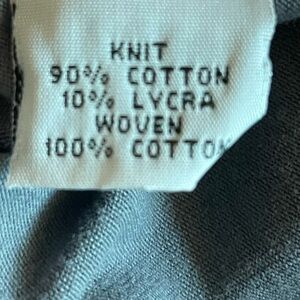 KNIT
90% COTTON
10% LYCRA
WOVEN
100% COTTON